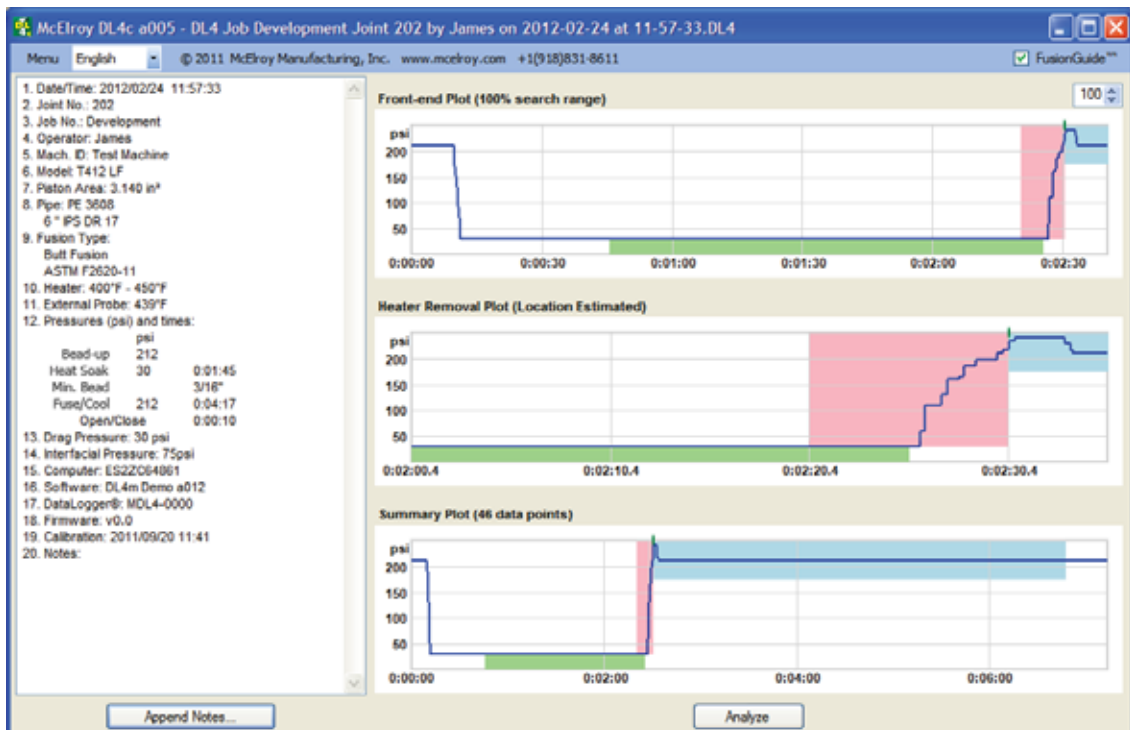 McElroy DL4c a005 - DL4 Job Development Joint 202 by James on 2012-02-24 at 11-57-33.DL4
Menu English © 2011 McElroy Manufacturing, Inc. www.mcelroy.com +1(918)831-8611 FusionGuide™
1. Date/Time: 2012/02/24 11:57:33
2. Joint No.: 202
3. Job No.: Development
4. Operator: James
5. Mach. ID: Test Machine
6. Model: T412 LF
7. Piston Area: 3.140 in²
8. Pipe: PE 3608
6 " IPS DR 17
9. Fusion Type:
Butt Fusion
ASTM F2620-11
10. Heater: 400°F - 450°F
11. External Probe: 439°F
12. Pressures (psi) and times:
psi
Bead-up 212
Heat Soak 30 0:01:45
Min. Bead 3/16"
Fuse/Cool 212 0:04:17
Open/Close 0:00:10
13. Drag Pressure: 30 psi
14. Interfacial Pressure: 75psi
15. Computer: ES2ZC64861
16. Software: DL4m Demo a012
17. DataLogger®: MDL4-0000
18. Firmware: v0.0
19. Calibration: 2011/09/20 11:41
20. Notes:
Append Notes...
Front-end Plot (100% search range) 100
psi
200
150
100
50
0:00:00 0:00:30 0:01:00 0:01:30 0:02:00 0:02:30
Heater Removal Plot (Location Estimated)
psi
200
150
100
50
0:02:00.4 0:02:10.4 0:02:20.4 0:02:30.4
Summary Plot (46 data points)
psi
200
150
100
50
0:00:00 0:02:00 0:04:00 0:06:00
Analyze